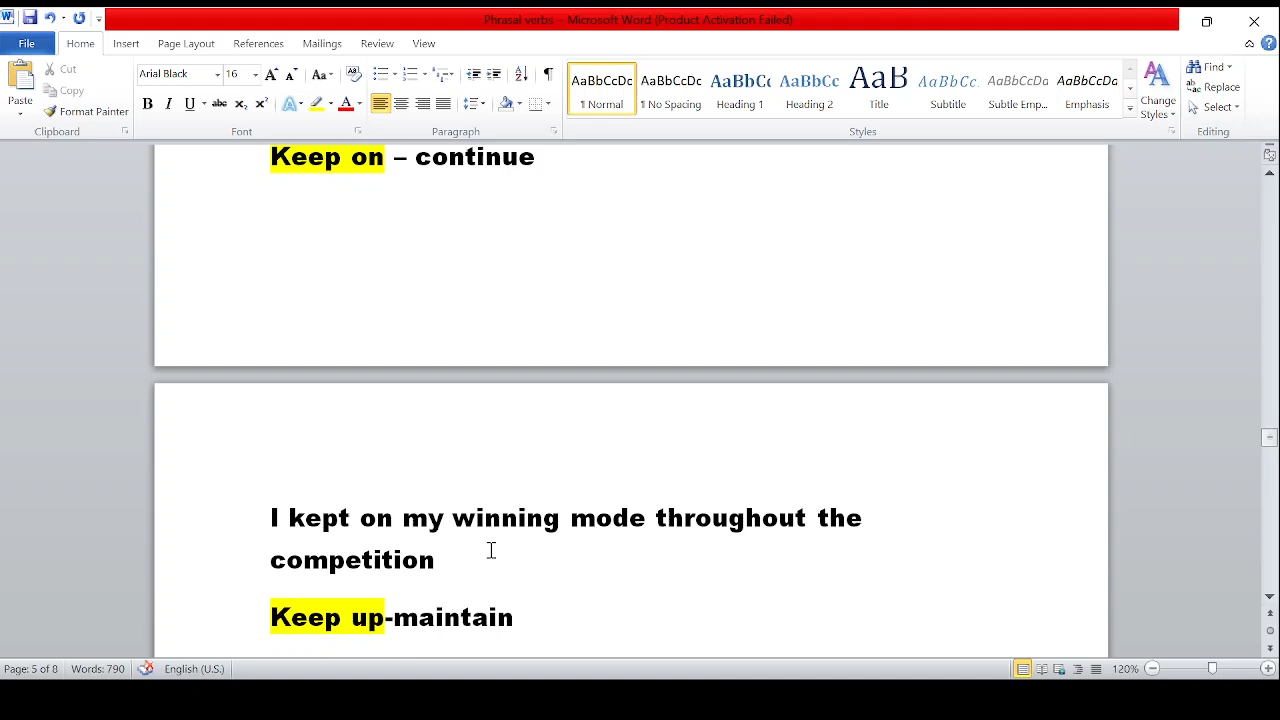 Phrasal verbs - Microsoft Word (Product Activation Failed)
File Home Insert Page Layout References Mailings Review View
Paste
Cut
Copy
Format Painter
Clipboard
Arial Black 16
Font
Paragraph
AaBbCcDc AaBbCcDc AaBbCc AaBbCc AaB AaBbCc. AaBbCcDc AaBbCcDc
¶ Normal ¶ No Spacing Heading 1 Heading 2 Title Subtitle Subtle Em... Emphasis
Change Styles
Styles
Find
Replace
Select
Editing
Keep on – continue
I kept on my winning mode throughout the
competition
Keep up-maintain
Page: 5 of 8 Words: 790 English (U.S.) 120%